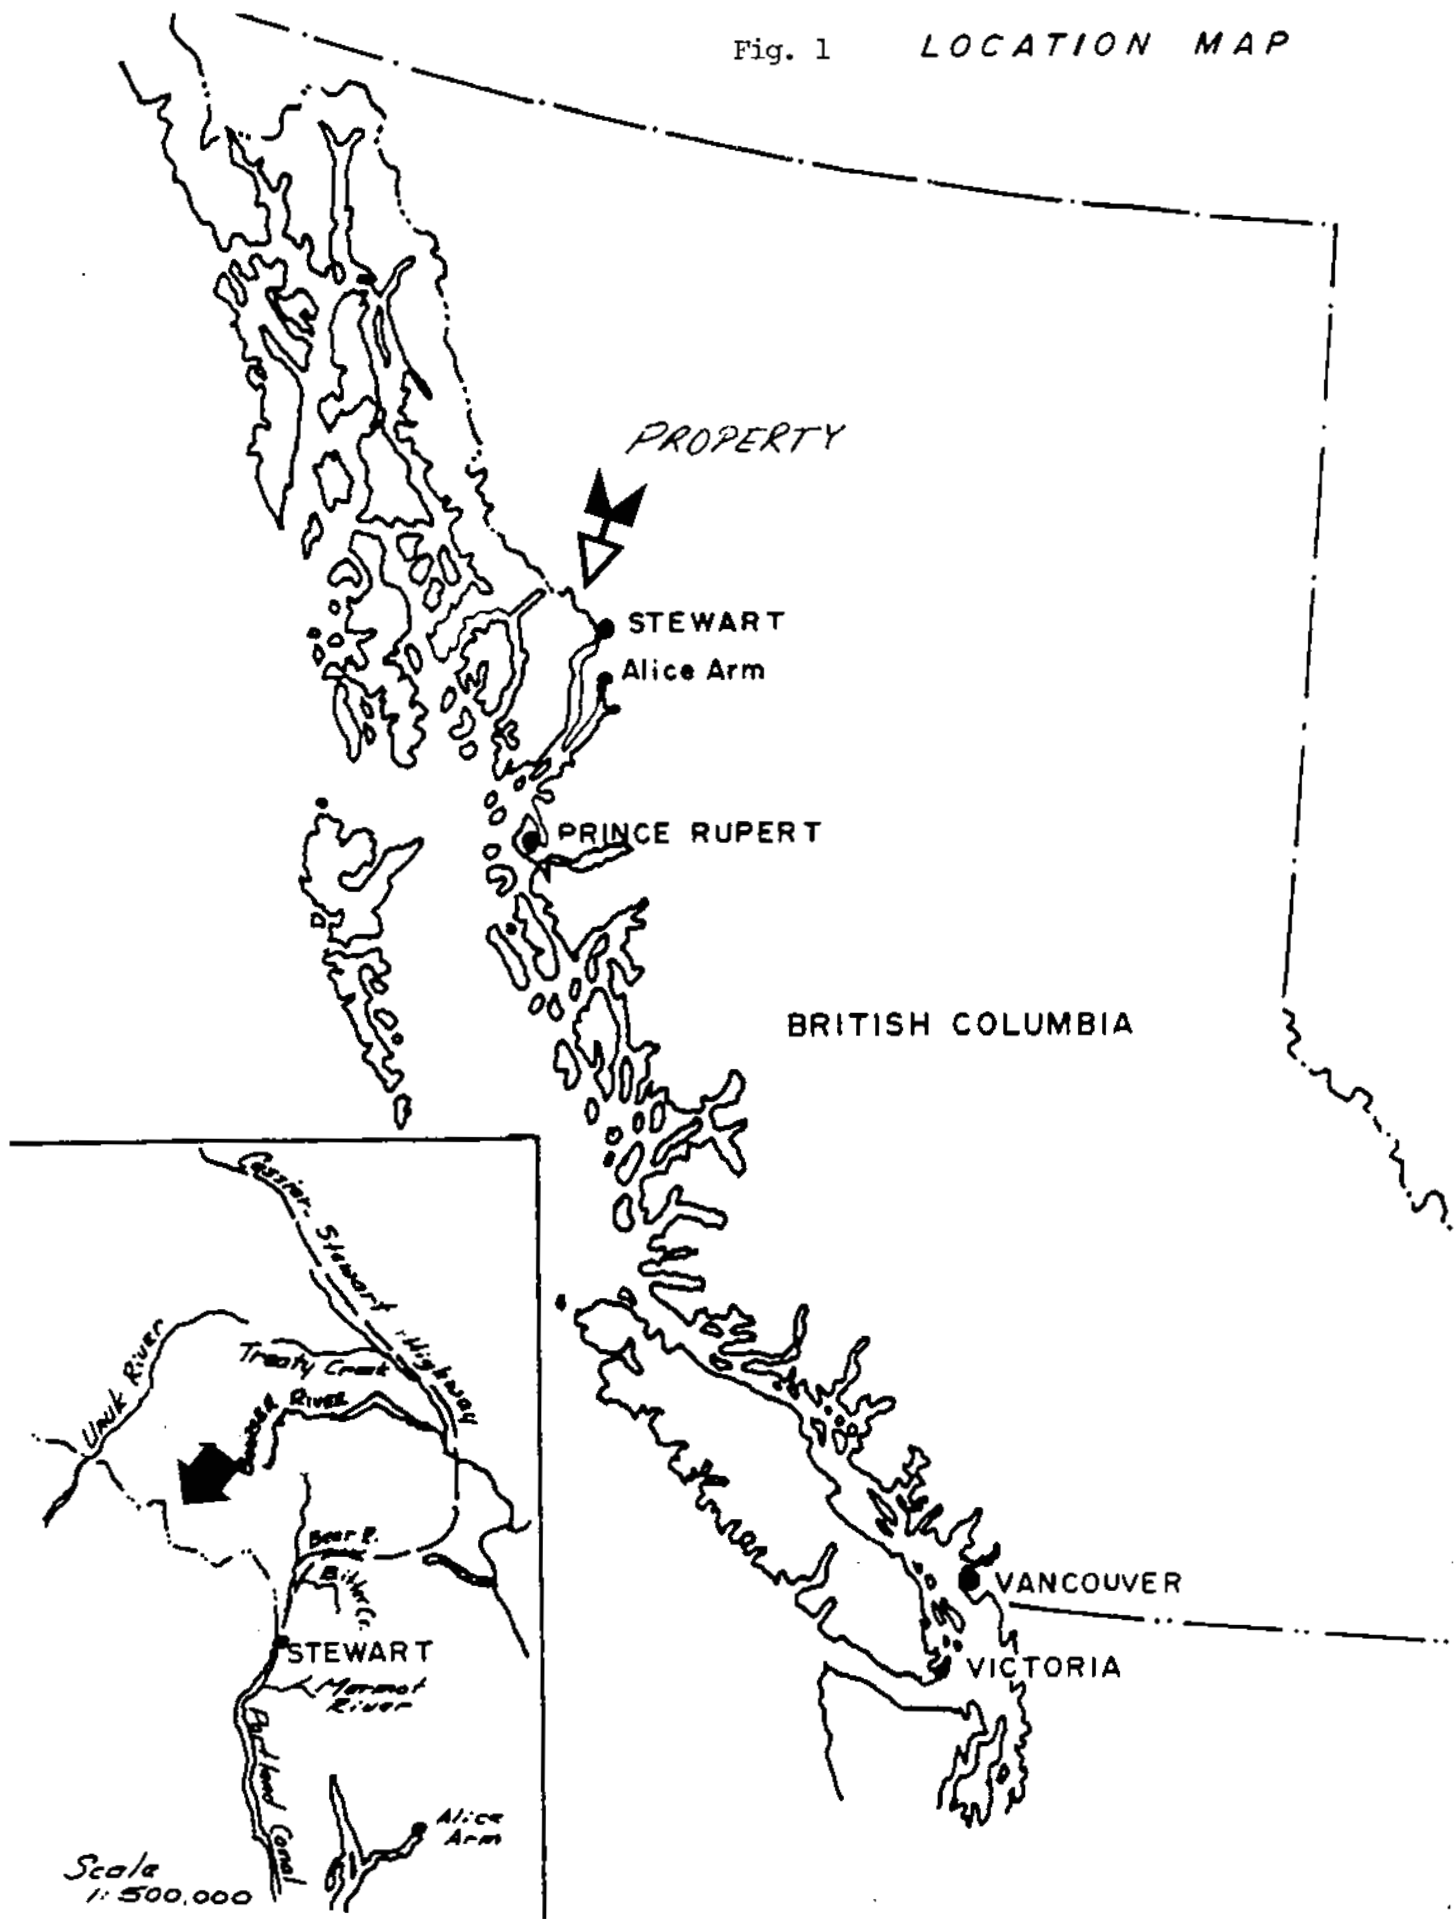 Fig. 1 LOCATION MAP
PROPERTY
STEWART
Alice Arm
PRINCE RUPERT
BRITISH COLUMBIA
VANCOUVER
VICTORIA
Cassiar-Stewart Highway
Unuk River
Treaty Creek
RIVER
Bear R.
Bitter Cr.
STEWART
Marmot
River
Portland Canal
Alice
Arm
Scale
1:500,000